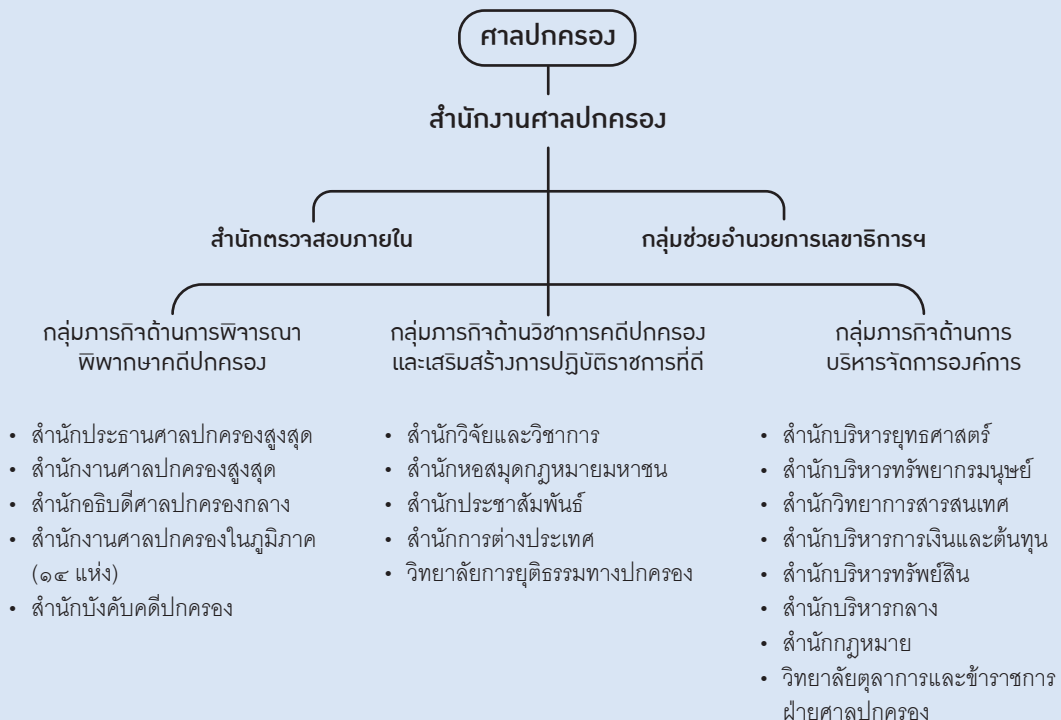 ศาลปกครอง
สำนักงานศาลปกครอง
สำนักตรวจสอบภายใน
กลุ่มช่วยอำนวยการเลขาธิการฯ
กลุ่มภารกิจด้านการพิจารณา
พิพากษาคดีปกครอง
• สำนักประธานศาลปกครองสูงสุด
• สำนักงานศาลปกครองสูงสุด
• สำนักอธิบดีศาลปกครองกลาง
• สำนักงานศาลปกครองในภูมิภาค
(๑๔ แห่ง)
• สำนักบังคับคดีปกครอง
กลุ่มภารกิจด้านวิชาการคดีปกครอง
และเสริมสร้างการปฏิบัติราชการที่ดี
• สำนักวิจัยและวิชาการ
• สำนักหอสมุดกฎหมายมหาชน
• สำนักประชาสัมพันธ์
• สำนักการต่างประเทศ
• วิทยาลัยการยุติธรรมทางปกครอง
กลุ่มภารกิจด้านการ
บริหารจัดการองค์การ
• สำนักบริหารยุทธศาสตร์
• สำนักบริหารทรัพยากรมนุษย์
• สำนักวิทยาการสารสนเทศ
• สำนักบริหารการเงินและต้นทุน
• สำนักบริหารทรัพย์สิน
• สำนักบริหารกลาง
• สำนักกฎหมาย
• วิทยาลัยตุลาการและข้าราชการ
ฝ่ายศาลปกครอง